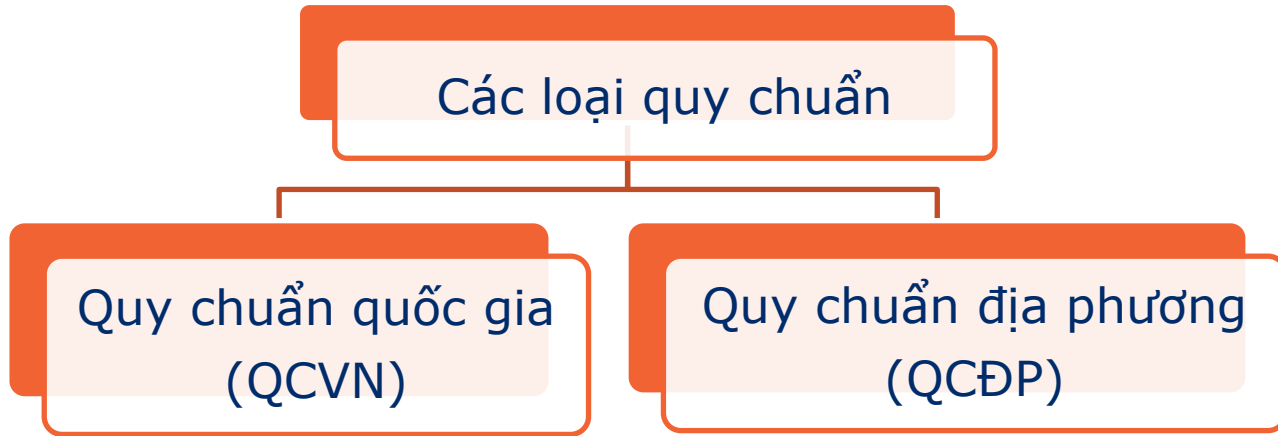 Các loại quy chuẩn
Quy chuẩn quốc gia
(QCVN)
Quy chuẩn địa phương
(QCĐP)